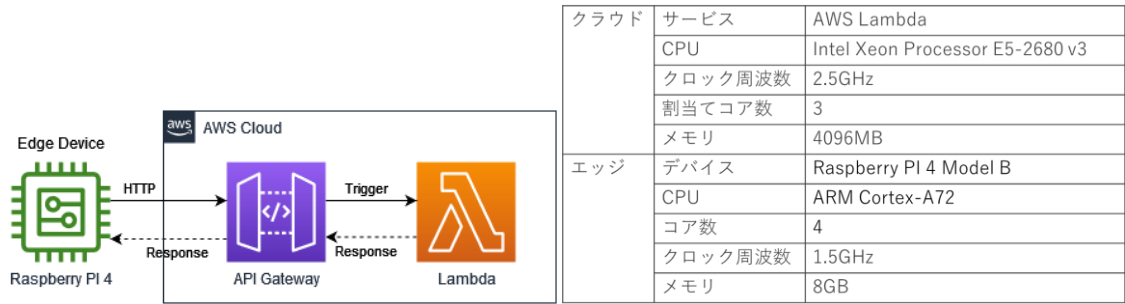 aws
AWS Cloud
Edge Device
HTTP
Trigger
</>
Response
Response
Raspberry PI 4
API Gateway
Lambda
クラウド サービス AWS Lambda
CPU Intel Xeon Processor E5-2680 v3
クロック周波数 2.5GHz
割当てコア数 3
メモリ 4096MB
エッジ デバイス Raspberry PI 4 Model B
CPU ARM Cortex-A72
コア数 4
クロック周波数 1.5GHz
メモリ 8GB